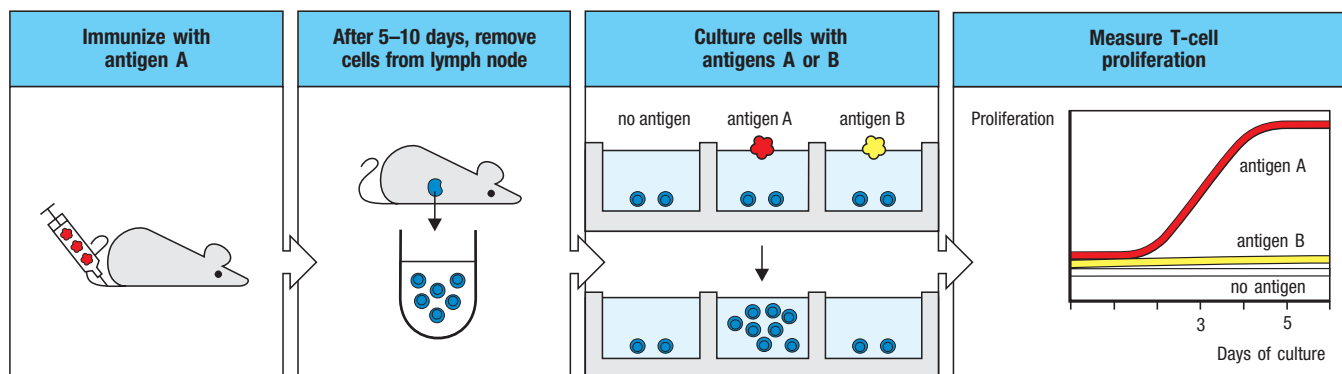 Immunize with
antigen A
After 5–10 days, remove
cells from lymph node
Culture cells with
antigens A or B
no antigen
antigen A
antigen B
Measure T-cell
proliferation
Proliferation
antigen A
antigen B
no antigen
3
5
Days of culture